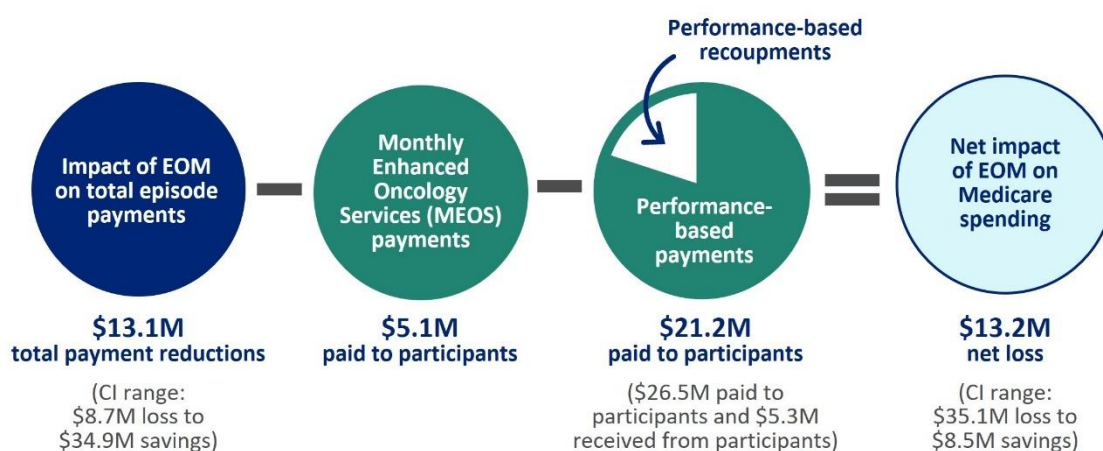 Performance-based
recoupments
Impact of EOM
on total episode
payments
Monthly
Enhanced
Oncology
Services (MEOS)
payments
Performance-
based
payments
Net impact
of EOM on
Medicare
spending
$13.1M
total payment reductions
(CI range:
$8.7M loss to
$34.9M savings)
$5.1M
paid to participants
$21.2M
paid to participants
($26.5M paid to
participants and $5.3M
received from participants)
$13.2M
net loss
(CI range:
$35.1M loss to
$8.5M savings)